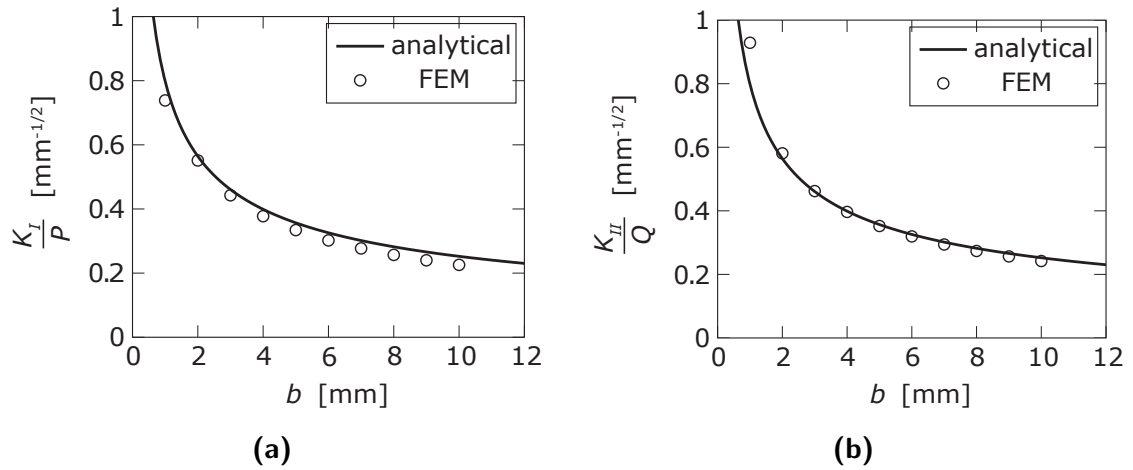 1
0.8
0.6
0.4
0.2
0
0 2 4 6 8 10 12
K_I/P [mm^-1/2]
b [mm]
analytical
FEM
(a)
1
0.8
0.6
0.4
0.2
0
0 2 4 6 8 10 12
K_II/Q [mm^-1/2]
b [mm]
analytical
FEM
(b)